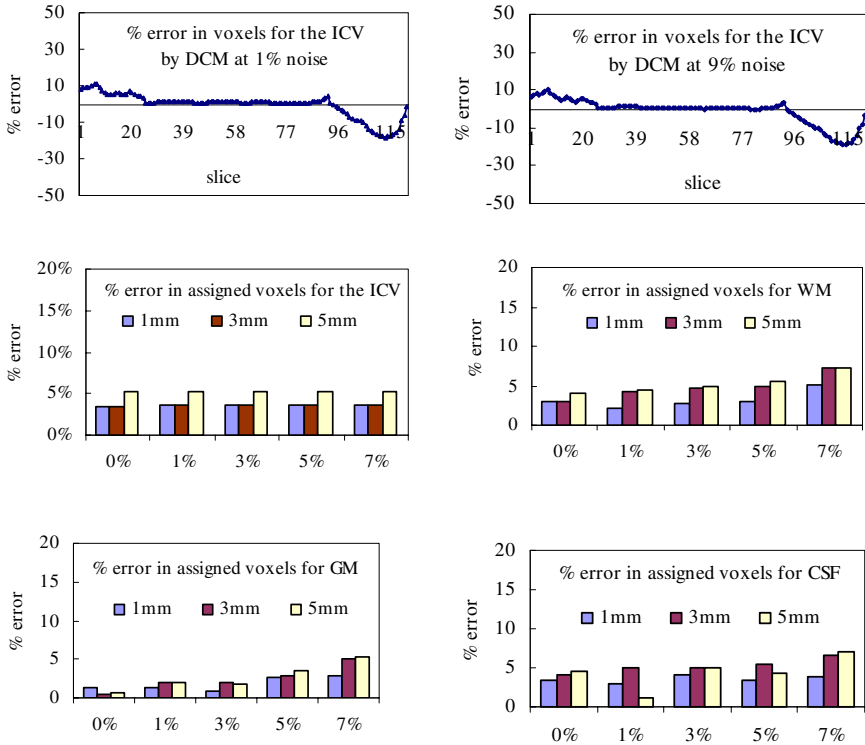 % error in voxels for the ICV
by DCM at 1% noise
% error
50
30
10
-10
-30
-50
1 20 39 58 77 96 115
slice
% error in voxels for the ICV
by DCM at 9% noise
% error
50
30
10
-10
-30
-50
1 20 39 58 77 96 115
slice
% error in assigned voxels for the ICV
1mm 3mm 5mm
% error
20%
15%
10%
5%
0%
0% 1% 3% 5% 7%
% error in assigned voxels for WM
1mm 3mm 5mm
% error
20
15
10
5
0
0% 1% 3% 5% 7%
% error in assigned voxels for GM
1mm 3mm 5mm
% error
20
15
10
5
0
0% 1% 3% 5% 7%
% error in assigned voxels for CSF
1mm 3mm 5mm
% error
20
15
10
5
0
0% 1% 3% 5% 7%